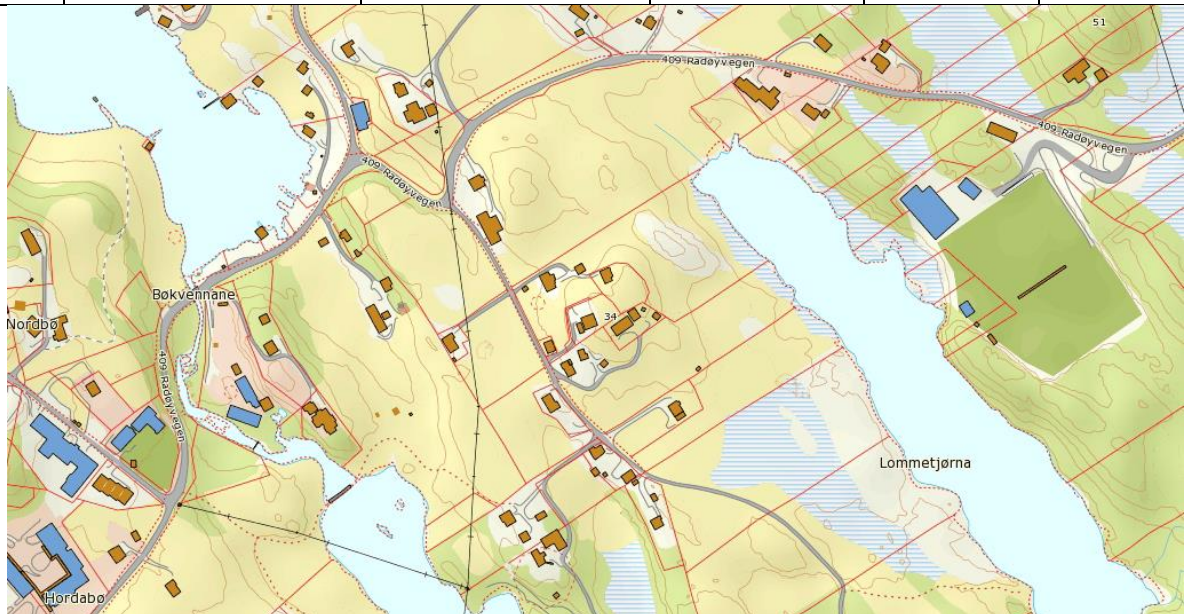 51
409 Radøyvegen
409 Radøyvegen
409 Radøyvegen
Bøkvennane
34
Nordbø
409 Radøyvegen
Lommetjørna
Hordabø